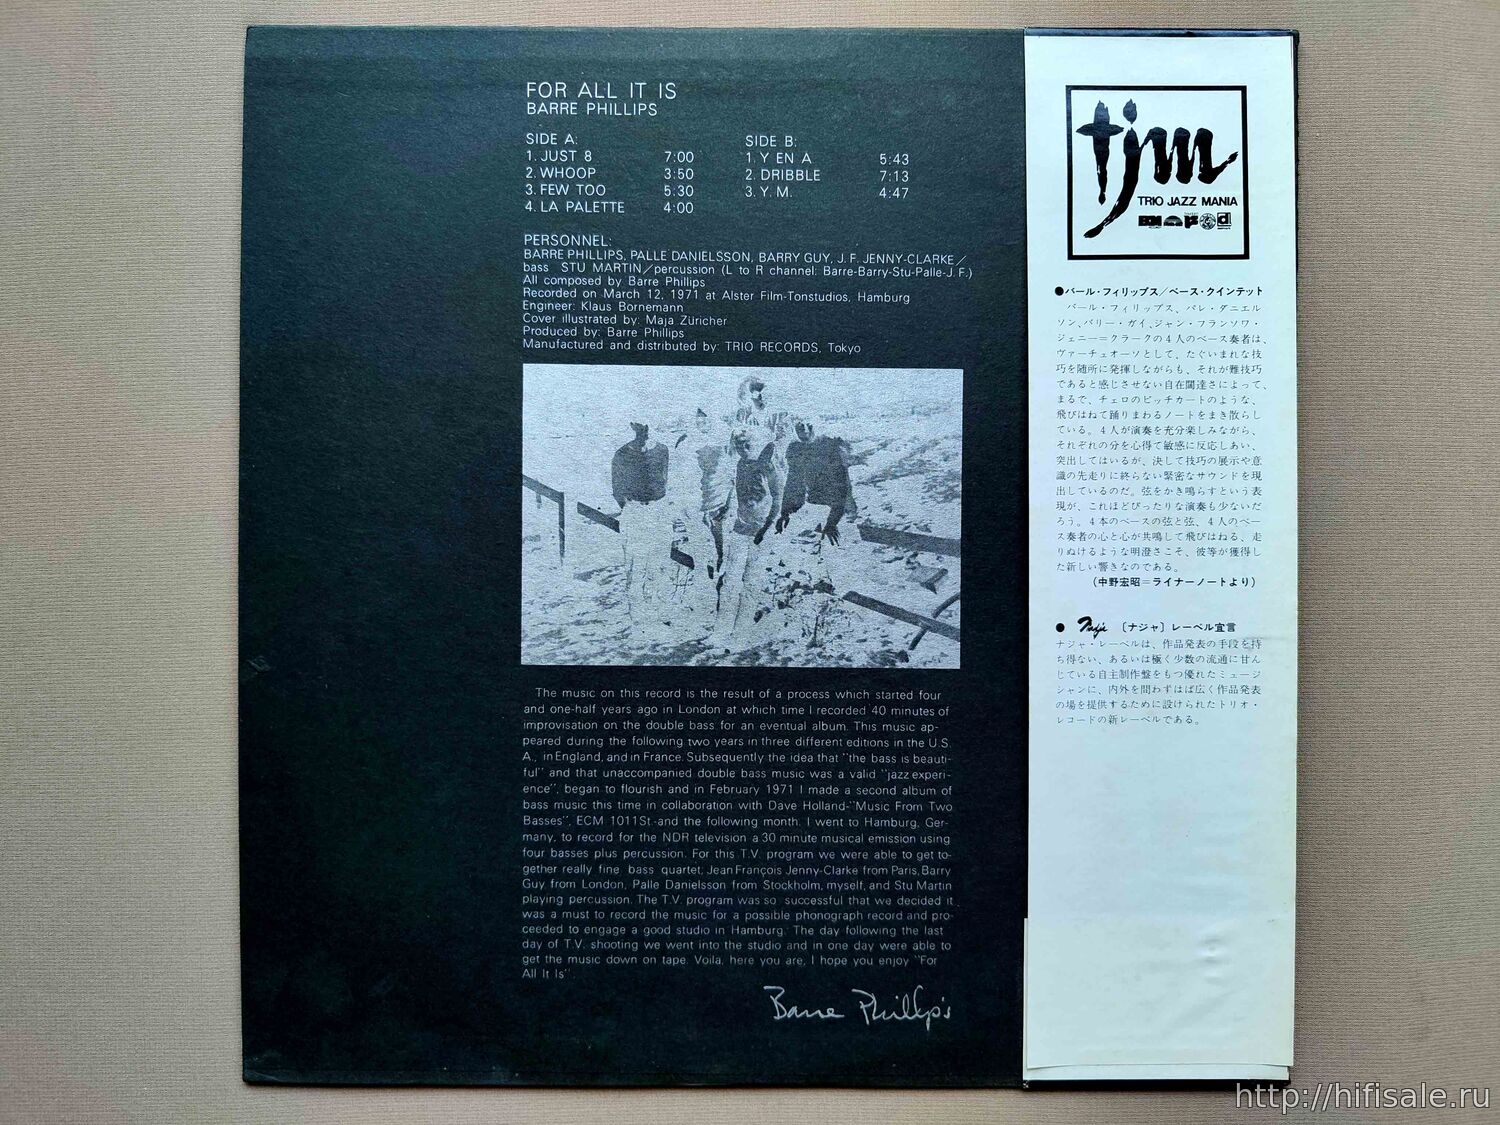 FOR ALL IT IS
BARRE PHILLIPS
SIDE A:
1. JUST 8 7:00
2. WHOOP 3:50
3. FEW TOO 5:30
4. LA PALETTE 4:00
SIDE B:
1. Y EN A 5:43
2. DRIBBLE 7:13
3. Y. M. 4:47
PERSONNEL:
BARRE PHILLIPS, PALLE DANIELSSON, BARRY GUY, J. F. JENNY-CLARKE/
bass STU MARTIN/percussion (L to R channel: Barre-Barry-Stu-Palle-J. F.)
All composed by Barre Phillips
Recorded on March 12, 1971 at Alster Film-Tonstudios, Hamburg
Engineer: Klaus Bornemann
Cover illustrated by: Maja Züricher
Produced by: Barre Phillips
Manufactured and distributed by: TRIO RECORDS, Tokyo
The music on this record is the result of a process which started four
and one-half years ago in London at which time I recorded 40 minutes of
improvisation on the double bass for an eventual album. This music ap-
peared during the following two years in three different editions in the U.S.
A., in England, and in France. Subsequently the idea that "the bass is beauti-
ful" and that unaccompanied double bass music was a valid "jazz experi-
ence", began to flourish and in February 1971 I made a second album of
bass music this time in collaboration with Dave Holland-"Music From Two
Basses", ECM 1011St.-and the following month, I went to Hamburg, Ger-
many, to record for the NDR television a 30 minute musical emission using
four basses plus percussion. For this T.V. program we were able to get to-
gether really fine bass quartet; Jean François Jenny-Clarke from Paris, Barry
Guy from London, Palle Danielsson from Stockholm, myself, and Stu Martin
playing percussion. The T.V. program was so successful that we decided it
was a must to record the music for a possible phonograph record and pro-
ceeded to engage a good studio in Hamburg. The day following the last
day of T.V. shooting we went into the studio and in one day were able to
get the music down on tape. Voila, here you are, I hope you enjoy "For
All It Is".
Barre Phillips
tjm
TRIO JAZZ MANIA
●バール・フィリップス/ベース・クインテット
バール・フィリップス、パレ・ダニエル
ソン、バリー・ガイ、ジャン・フランソワ・
ジェニー=クラークの4人のベース奏者は、
ヴァーチュオーソとして、たぐいまれな技
巧を随所に発揮しながらも、それが難技巧
であると感じさせない自在闊達さによって、
まるで、チェロのピッチカートのような、
飛びはねて踊りまわるノートをまき散らし
ている。4人が演奏を充分楽しみながら、
それぞれの分を心得て敏感に反応しあい、
突出してはいるが、決して技巧の展示や意
識の先走りに終らない緊密なサウンドを現
出しているのだ。弦をかき鳴らすという表
現が、これほどぴったりな演奏も少ないだ
ろう。4本のベースの弦と弦、4人のベー
ス奏者の心と心が共鳴して飛びはねる、走
りぬけるような明澄さこそ、彼等が獲得し
た新しい響きなのである。
(中野宏昭=ライナーノートより)
● Naja 〔ナジャ〕レーベル宣言
ナジャ・レーベルは、作品発表の手段を持
ち得ない、あるいは極く少数の流通に甘ん
じている自主制作盤をもつ優れたミュージ
シャンに、内外を問わずはば広く作品発表
の場を提供するために設けられたトリオ・
レコードの新レーベルである。
http://hifisale.ru